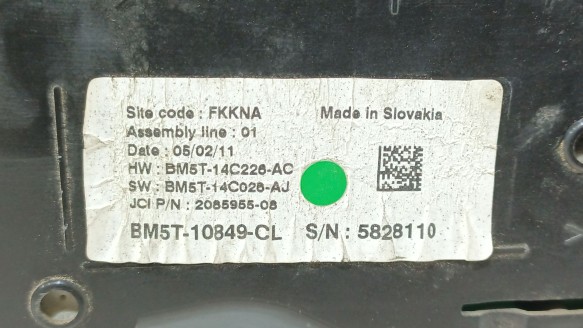 Site code : FKKNA Made in Slovakia
Assembly line : 01
Date : 05/02/11
HW : BM5T-14C226-AC
SW : BM5T-14C026-AJ
JCI P/N : 2085955-08
BM5T-10849-CL S/N : 5828110